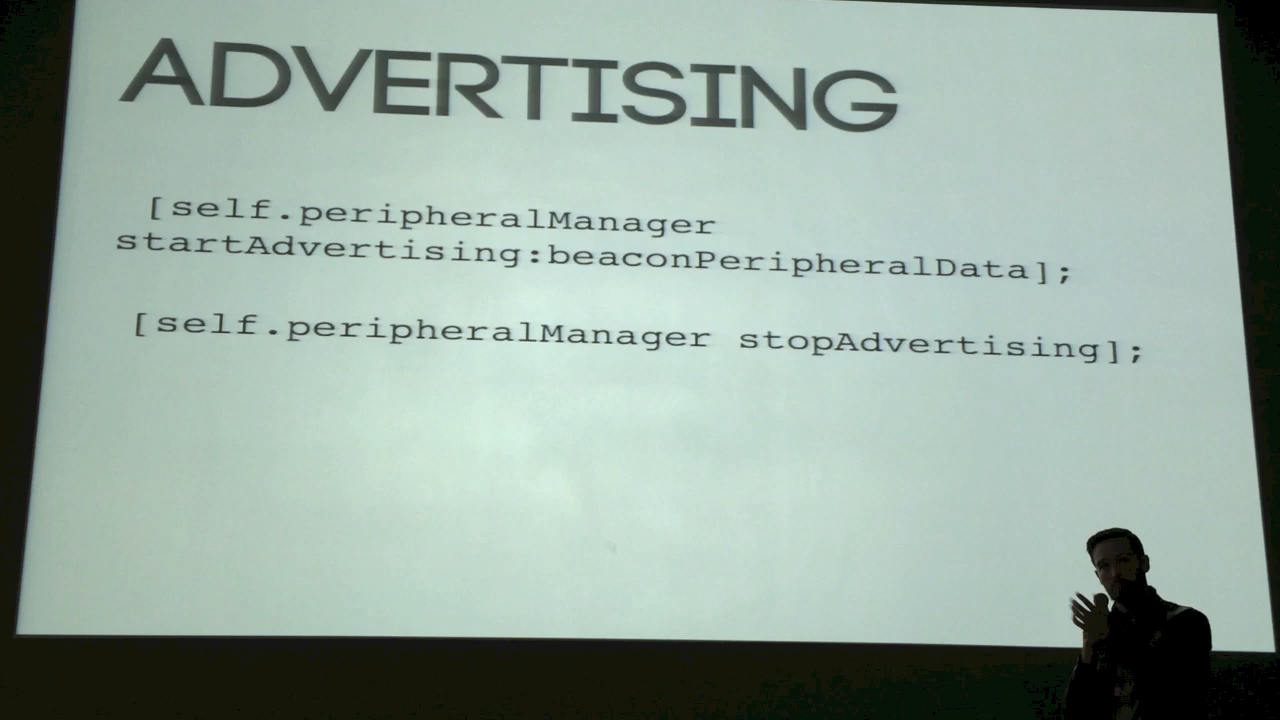 ADVERTISING
[self.peripheralManager
startAdvertising:beaconPeripheralData];
[self.peripheralManager stopAdvertising];